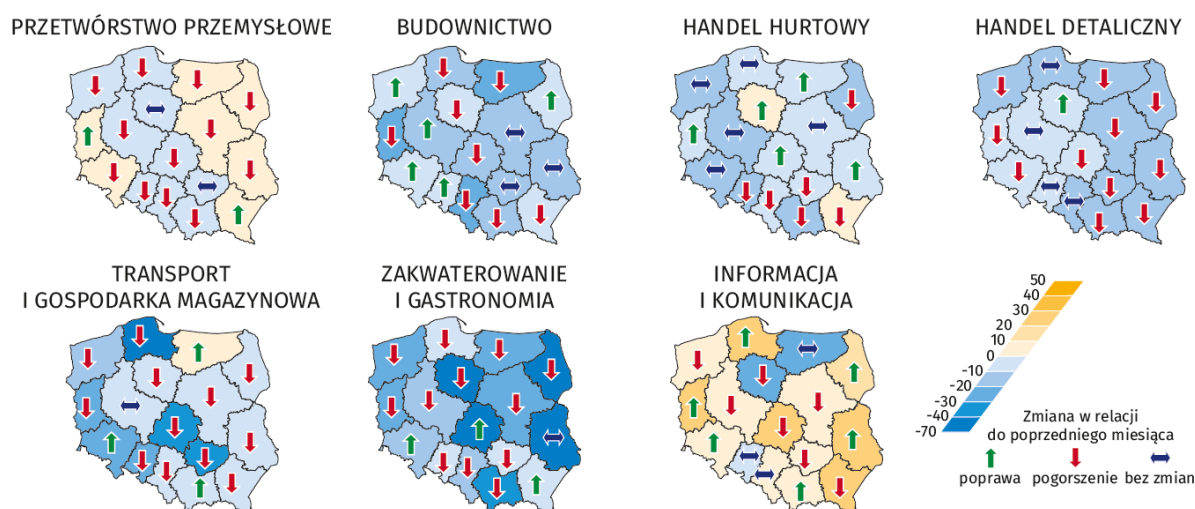 PRZETWÓRSTWO PRZEMYSŁOWE
BUDOWNICTWO
HANDEL HURTOWY
HANDEL DETALICZNY
TRANSPORT
I GOSPODARKA MAGAZYNOWA
ZAKWATEROWANIE
I GASTRONOMIA
INFORMACJA
I KOMUNIKACJA
50
40
30
20
10
0
-10
-20
-30
-40
-70
Zmiana w relacji
do poprzedniego miesiąca
poprawa pogorszenie bez zmian